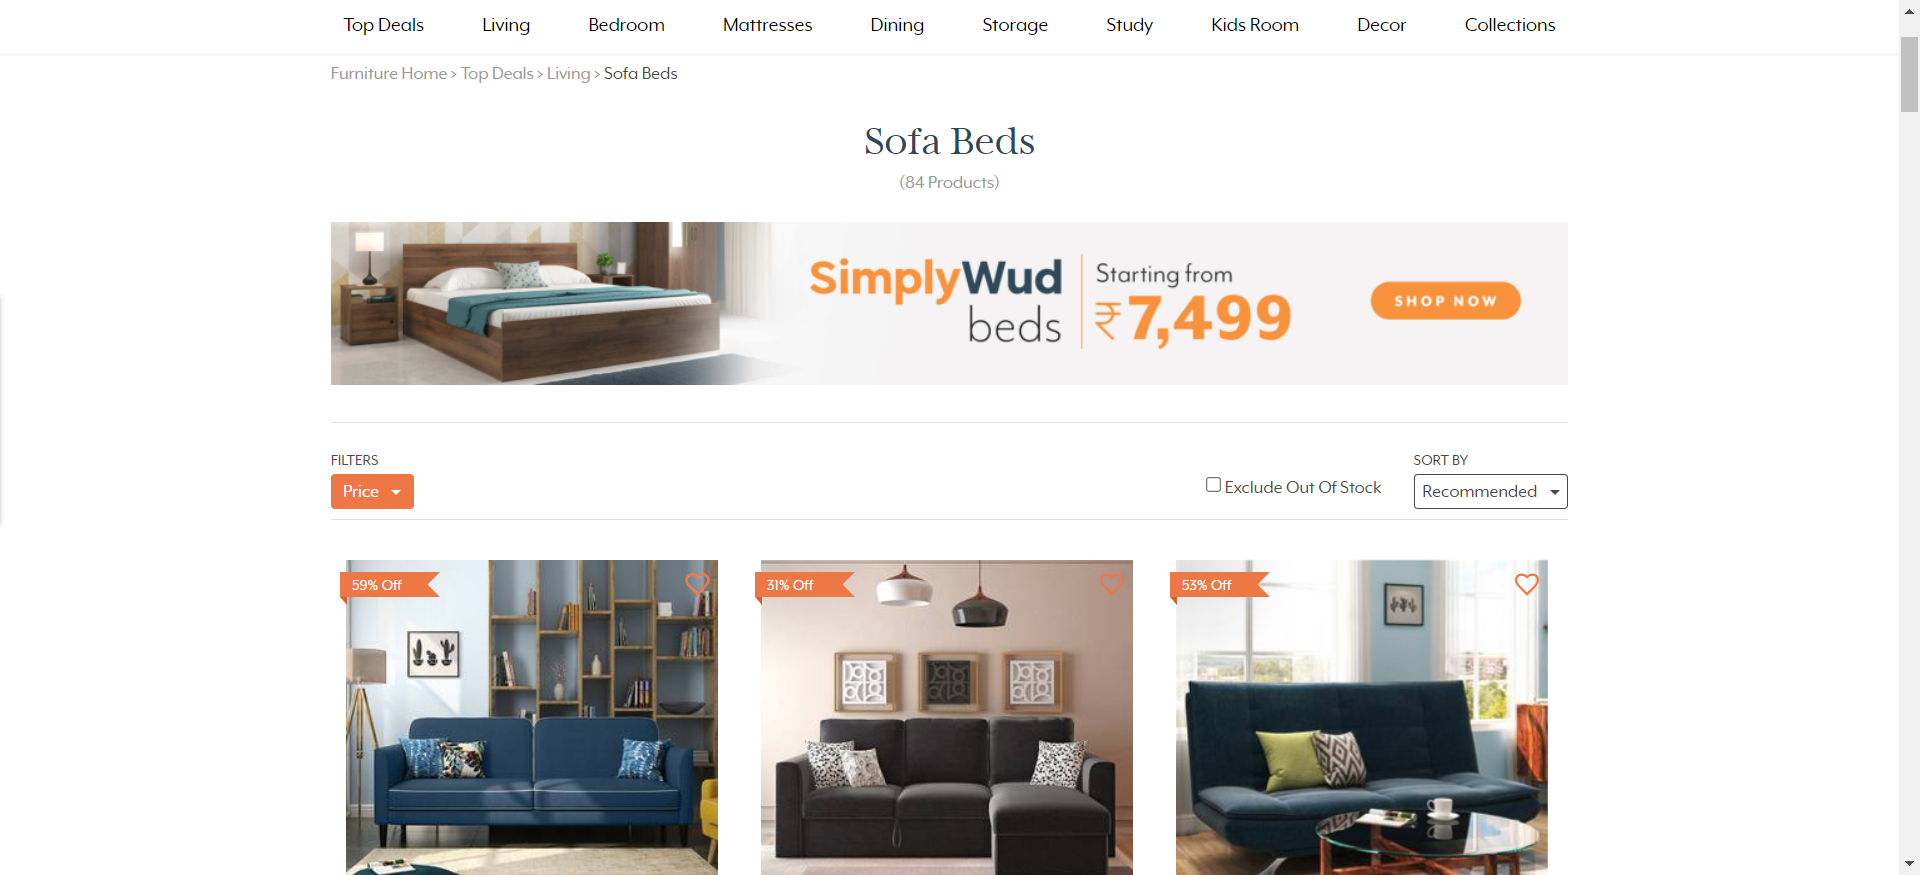 Top Deals Living Bedroom Mattresses Dining Storage Study Kids Room Decor Collections
Furniture Home > Top Deals > Living > Sofa Beds
Sofa Beds
(84 Products)
SimplyWud
beds
Starting from
₹7,499
SHOP NOW
FILTERS
Price
Exclude Out Of Stock
SORT BY
Recommended
59% Off
31% Off
53% Off